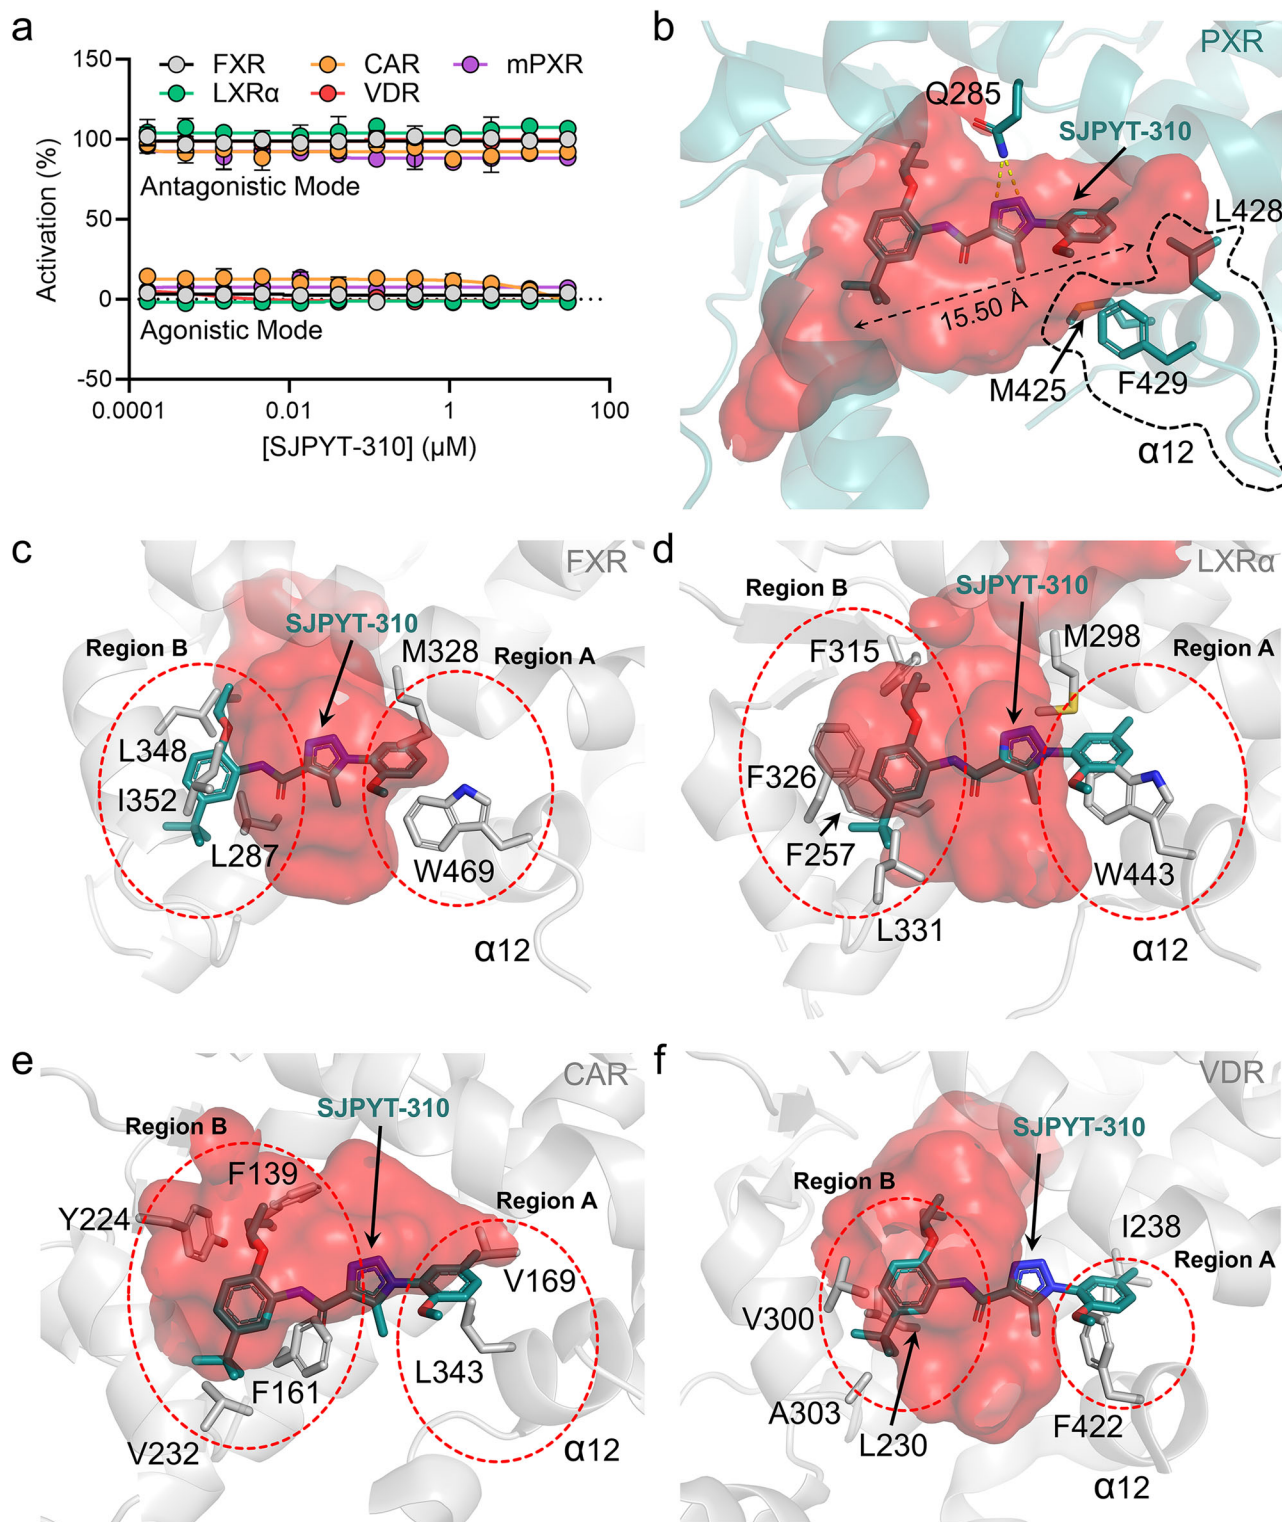 a
150
100
50
0
-50
Activation (%)
FXR
CAR
mPXR
LXRα
VDR
Antagonistic Mode
Agonistic Mode
0.0001
0.01
1
100
[SJPYT-310] (µM)
b
PXR
Q285
SJPYT-310
L428
15.50 Å
M425
F429
α12
c
FXR
SJPYT-310
Region B
M328
Region A
L348
I352
L287
W469
α12
d
LXRα
SJPYT-310
Region B
M298
F315
Region A
F326
F257
W443
L331
α12
e
CAR
SJPYT-310
Region B
F139
Region A
Y224
V169
F161
L343
V232
α12
f
VDR
SJPYT-310
Region B
I238
Region A
V300
A303
L230
F422
α12